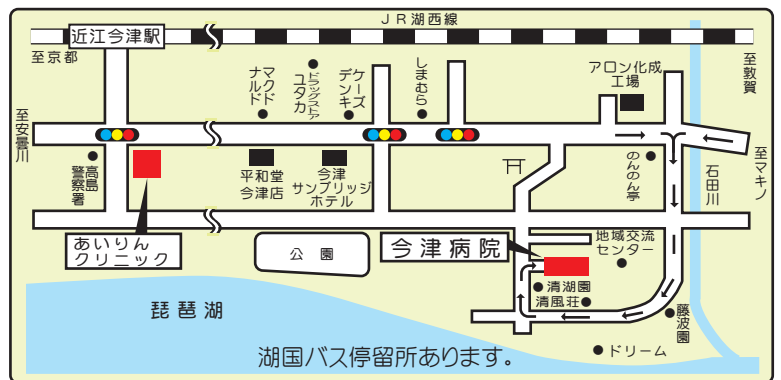 JR湖西線
近江今津駅
至京都
至敦賀
至安曇川
マクド
ナルド
ドラッグストア
ユタカ
ケーズ
デンキ
しまむら
アロン化成
工場
至マキノ
高島
警察署
平和堂
今津店
今津
サンブリッジ
ホテル
のんのん亭
石田川
あいりん
クリニック
公園
今津病院
地域交流
センター
清湖園
清風荘
藤波園
琵琶湖
ドリーム
湖国バス停留所あります。